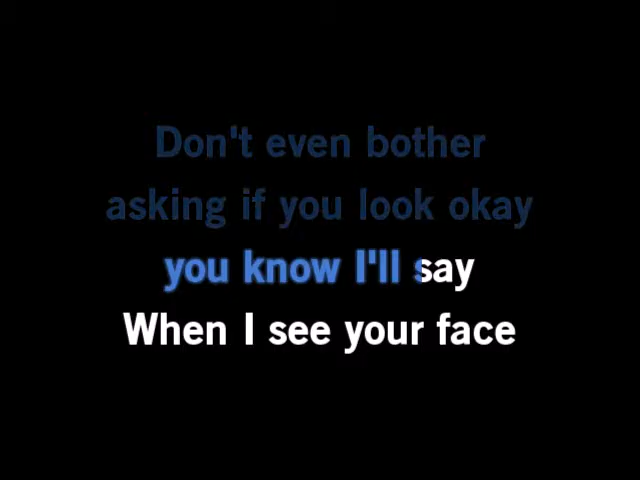 Don't even bother
asking if you look okay
you know I'll say
When I see your face